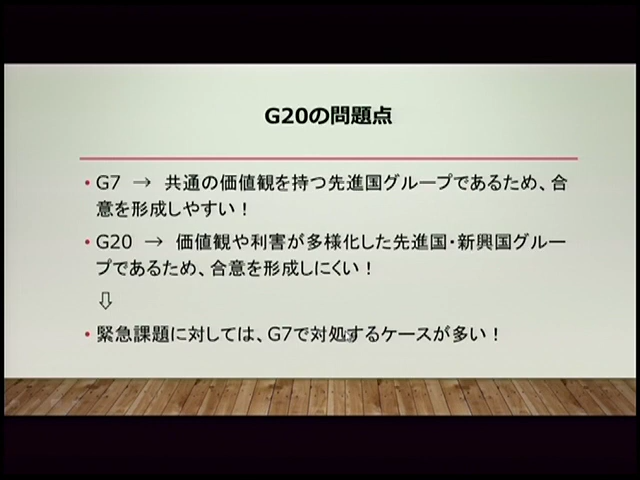 G20の問題点
• G7 → 共通の価値観を持つ先進国グループであるため、合
意を形成しやすい！
• G20 → 価値観や利害が多様化した先進国・新興国グルー
プであるため、合意を形成しにくい！
⇩
• 緊急課題に対しては、G7で対処するケースが多い！